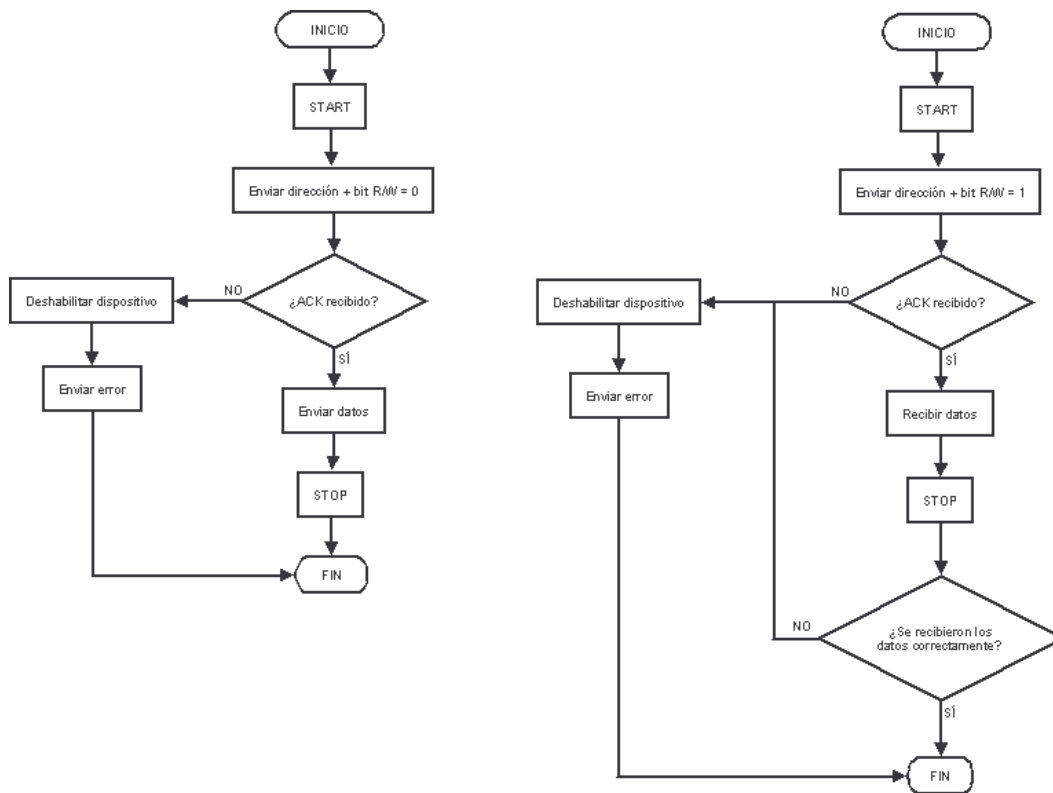 INICIO
START
Enviar dirección + bit R/W = 0
¿ACK recibido?
NO
Deshabilitar dispositivo
SÍ
Enviar error
Enviar datos
STOP
FIN
INICIO
START
Enviar dirección + bit R/W = 1
¿ACK recibido?
NO
Deshabilitar dispositivo
SÍ
Enviar error
Recibir datos
STOP
¿Se recibieron los
datos correctamente?
NO
SÍ
FIN